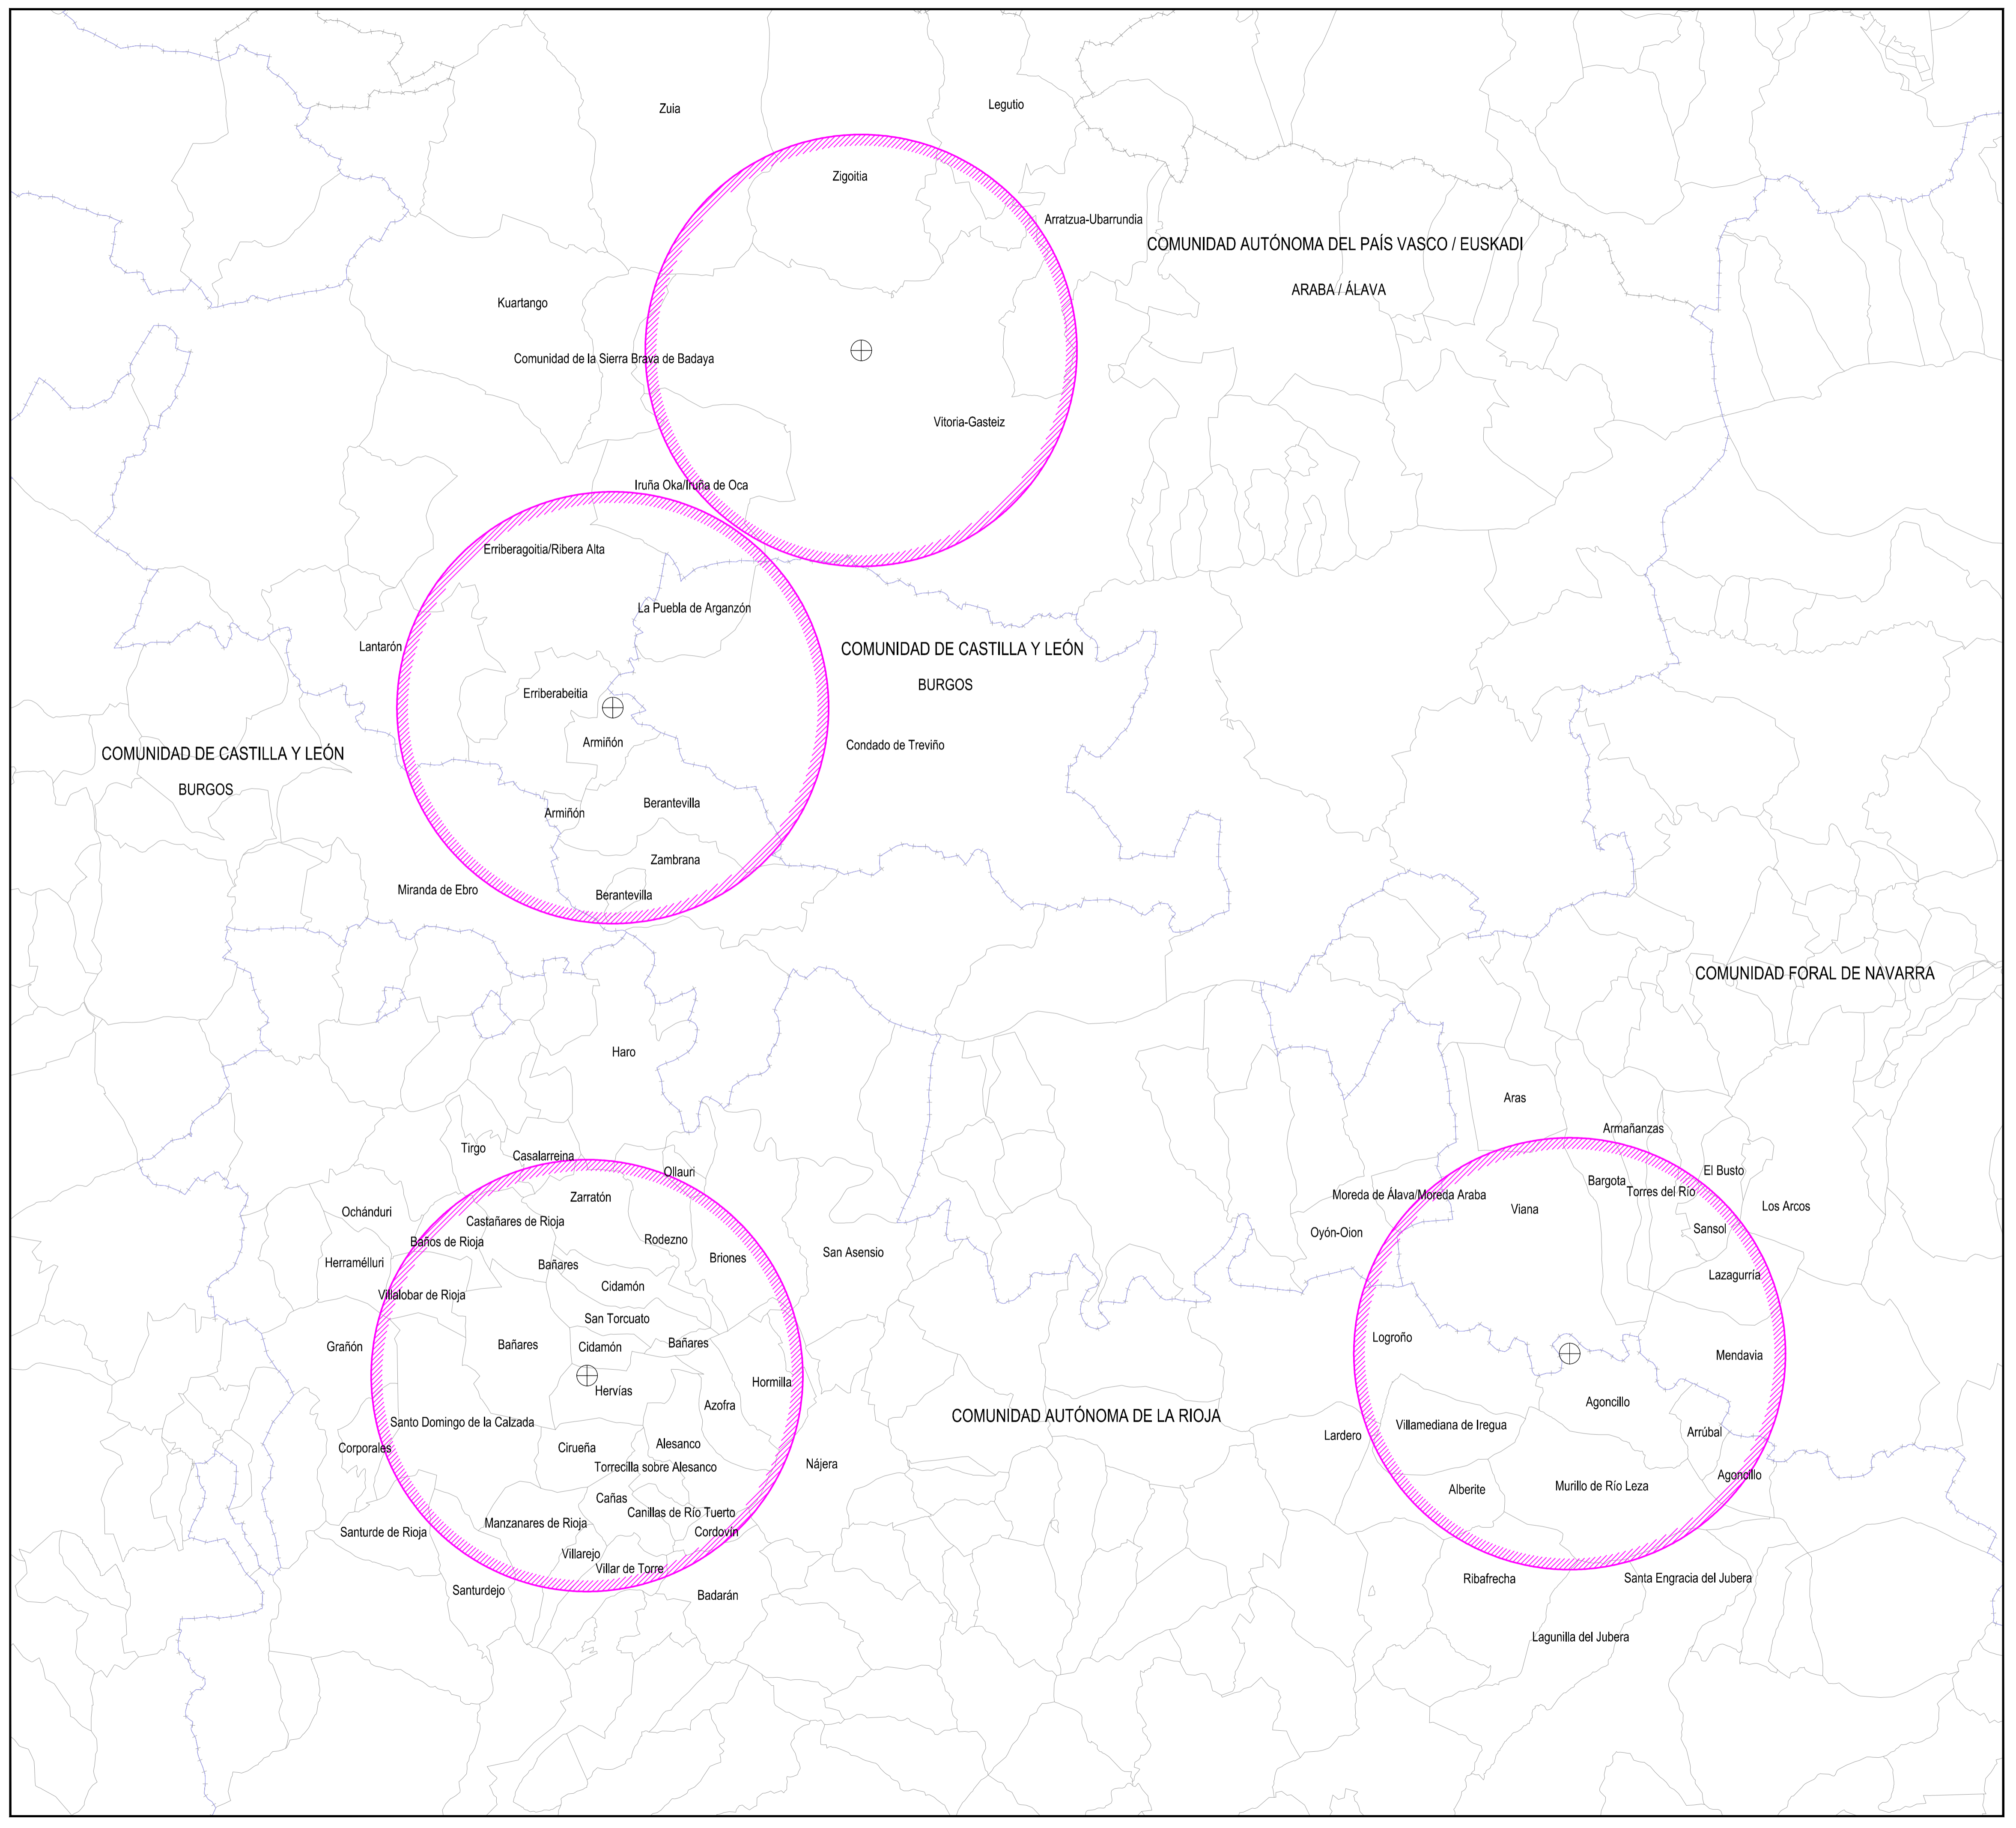 Zuia
Legutio
Zigoitia
Arratzua-Ubarrundia
COMUNIDAD AUTÓNOMA DEL PAÍS VASCO / EUSKADI
ARABA / ÁLAVA
Kuartango
Comunidad de la Sierra Brava de Badaya
Vitoria-Gasteiz
Iruña Oka/Iruña de Oca
Erriberagoitia/Ribera Alta
La Puebla de Arganzón
Lantarón
COMUNIDAD DE CASTILLA Y LEÓN
BURGOS
Erriberabeitia
Armiñón
Condado de Treviño
COMUNIDAD DE CASTILLA Y LEÓN
BURGOS
Armiñón
Berantevilla
Zambrana
Miranda de Ebro
Berantevilla
COMUNIDAD FORAL DE NAVARRA
Haro
Aras
Armañanzas
Tirgo
Casalarreina
Ollauri
El Busto
Bargota
Torres del Río
Moreda de Álava/Moreda Araba
Zarratón
Los Arcos
Viana
Ochánduri
Castañares de Rioja
Sansol
Oyón-Oion
Baños de Rioja
Rodezno
San Asensio
Briones
Herramélluri
Bañares
Lazagurría
Cidamón
Villalobar de Rioja
San Torcuato
Logroño
Grañón
Bañares
Cidamón
Bañares
Mendavia
Hormilla
Hervías
Agoncillo
Azofra
COMUNIDAD AUTÓNOMA DE LA RIOJA
Santo Domingo de la Calzada
Villamediana de Iregua
Arrúbal
Lardero
Corporales
Cirueña
Alesanco
Nájera
Torrecilla sobre Alesanco
Agoncillo
Murillo de Río Leza
Alberite
Cañas
Canillas de Río Tuerto
Manzanares de Rioja
Santurde de Rioja
Cordovín
Villarejo
Villar de Torre
Ribafrecha
Santa Engracia del Jubera
Santurdejo
Badarán
Lagunilla del Jubera